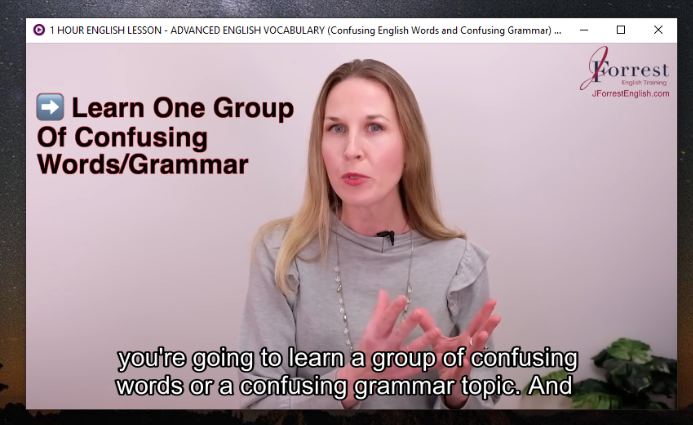 1 HOUR ENGLISH LESSON - ADVANCED ENGLISH VOCABULARY (Confusing English Words and Confusing Grammar) ...
JForrest
English Training
JForrestEnglish.com
➡️ Learn One Group
Of Confusing
Words/Grammar
you're going to learn a group of confusing
words or a confusing grammar topic. And